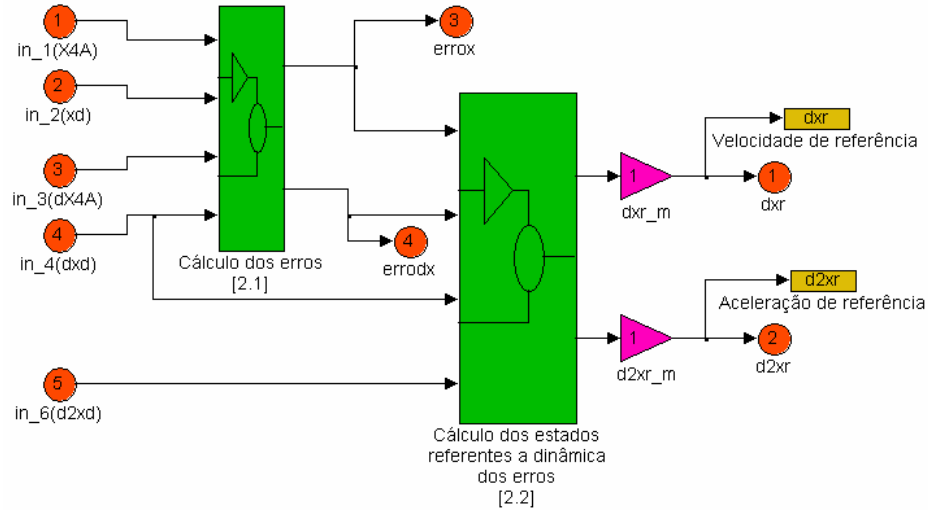 1
in_1(X4A)
2
in_2(xd)
3
in_3(dX4A)
4
in_4(dxd)
5
in_6(d2xd)
Cálculo dos erros
[2.1]
3
errox
4
errodx
Cálculo dos estados
referentes a dinâmica
dos erros
[2.2]
1
dxr_m
dxr
Velocidade de referência
1
dxr
1
d2xr_m
d2xr
Aceleração de referência
2
d2xr